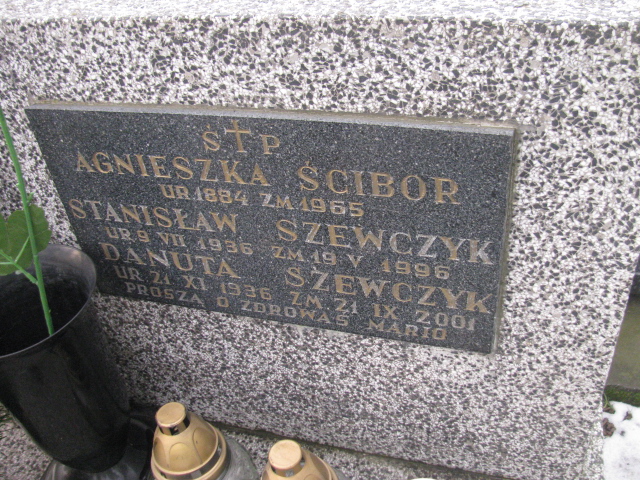 S†P
AGNIESZKA ŚCIBOR
UR.1884 ZM.1965
STANISŁAW SZEWCZYK
UR.9 VII 1936 ZM.19 V 1996
DANUTA SZEWCZYK
UR.21 XI 1936 ZM.21 IX 2001
PROSZĄ O ZDROWAŚ MARIO